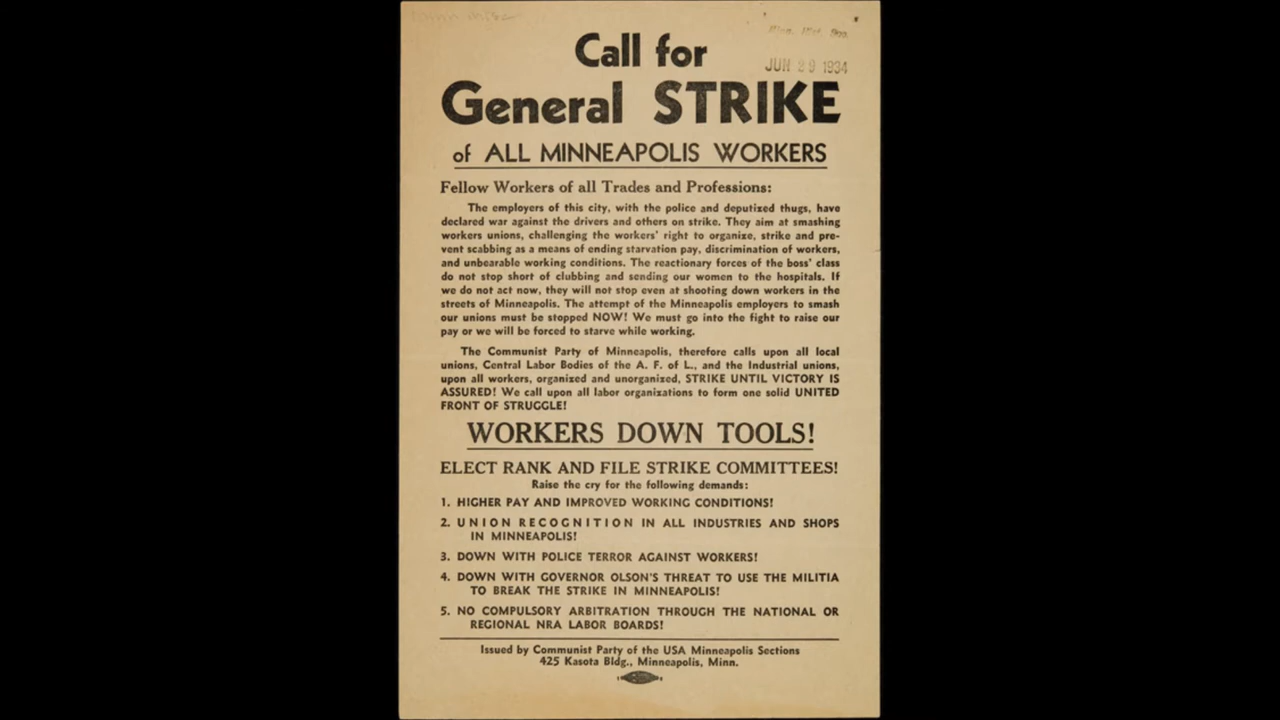 Minn. Hist. Soc.
JUN 29 1934
Call for
General STRIKE
of ALL MINNEAPOLIS WORKERS
Fellow Workers of all Trades and Professions:
The employers of this city, with the police and deputized thugs, have
declared war against the drivers and others on strike. They aim at smashing
workers unions, challenging the workers' right to organize, strike and pre-
vent scabbing as a means of ending starvation pay, discrimination of workers,
and unbearable working conditions. The reactionary forces of the boss' class
do not stop short of clubbing and sending our women to the hospitals. If
we do not act now, they will not stop even at shooting down workers in the
streets of Minneapolis. The attempt of the Minneapolis employers to smash
our unions must be stopped NOW! We must go into the fight to raise our
pay or we will be forced to starve while working.
The Communist Party of Minneapolis, therefore calls upon all local
unions, Central Labor Bodies of the A. F. of L., and the Industrial unions,
upon all workers, organized and unorganized, STRIKE UNTIL VICTORY IS
ASSURED! We call upon all labor organizations to form one solid UNITED
FRONT OF STRUGGLE!
WORKERS DOWN TOOLS!
ELECT RANK AND FILE STRIKE COMMITTEES!
Raise the cry for the following demands:
1. HIGHER PAY AND IMPROVED WORKING CONDITIONS!
2. UNION RECOGNITION IN ALL INDUSTRIES AND SHOPS
IN MINNEAPOLIS!
3. DOWN WITH POLICE TERROR AGAINST WORKERS!
4. DOWN WITH GOVERNOR OLSON'S THREAT TO USE THE MILITIA
TO BREAK THE STRIKE IN MINNEAPOLIS!
5. NO COMPULSORY ARBITRATION THROUGH THE NATIONAL OR
REGIONAL NRA LABOR BOARDS!
Issued by Communist Party of the USA Minneapolis Sections
425 Kasota Bldg., Minneapolis, Minn.